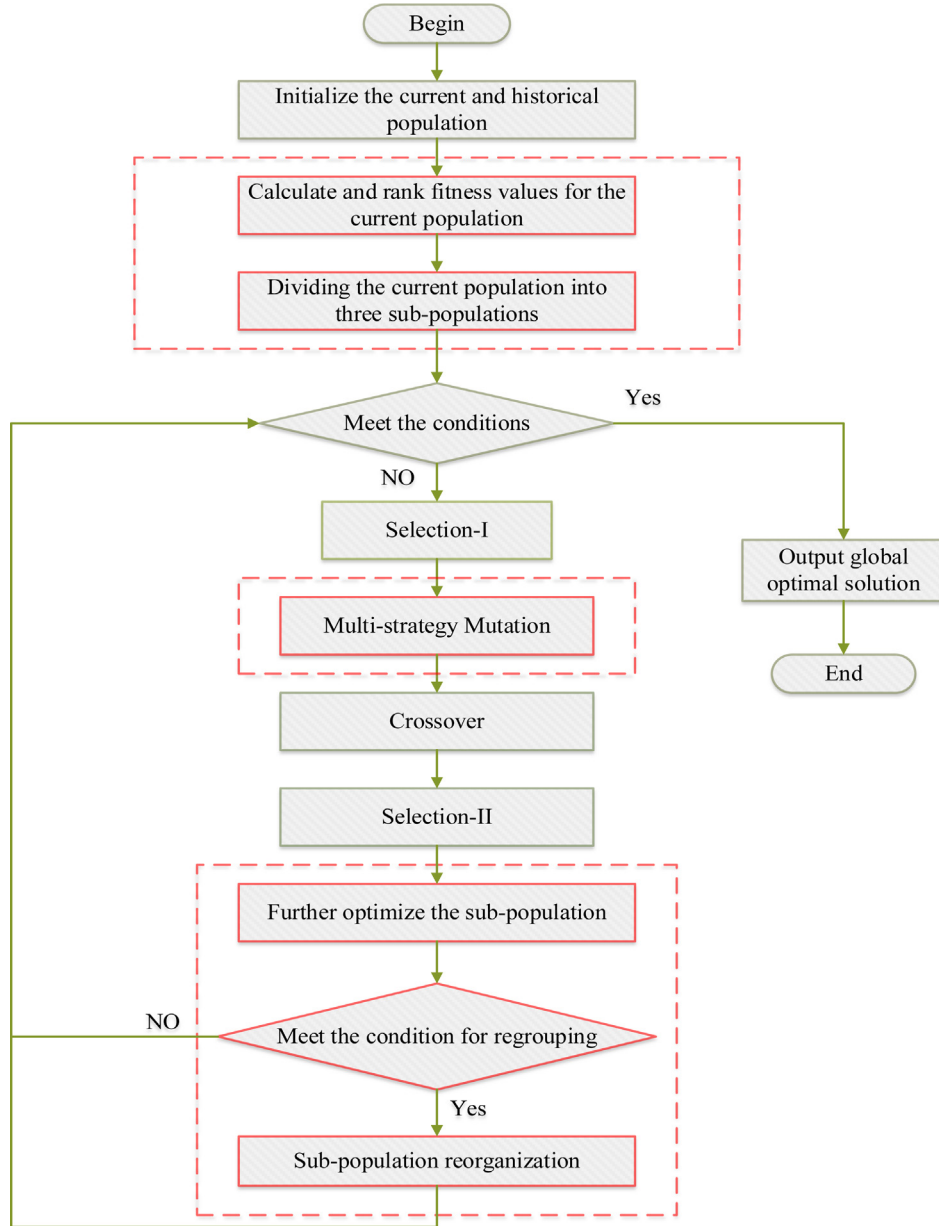 Begin
Initialize the current and historical
population
Calculate and rank fitness values for the
current population
Dividing the current population into
three sub-populations
Meet the conditions
Yes
NO
Selection-I
Output global
optimal solution
Multi-strategy Mutation
End
Crossover
Selection-II
Further optimize the sub-population
Meet the condition for regrouping
NO
Yes
Sub-population reorganization